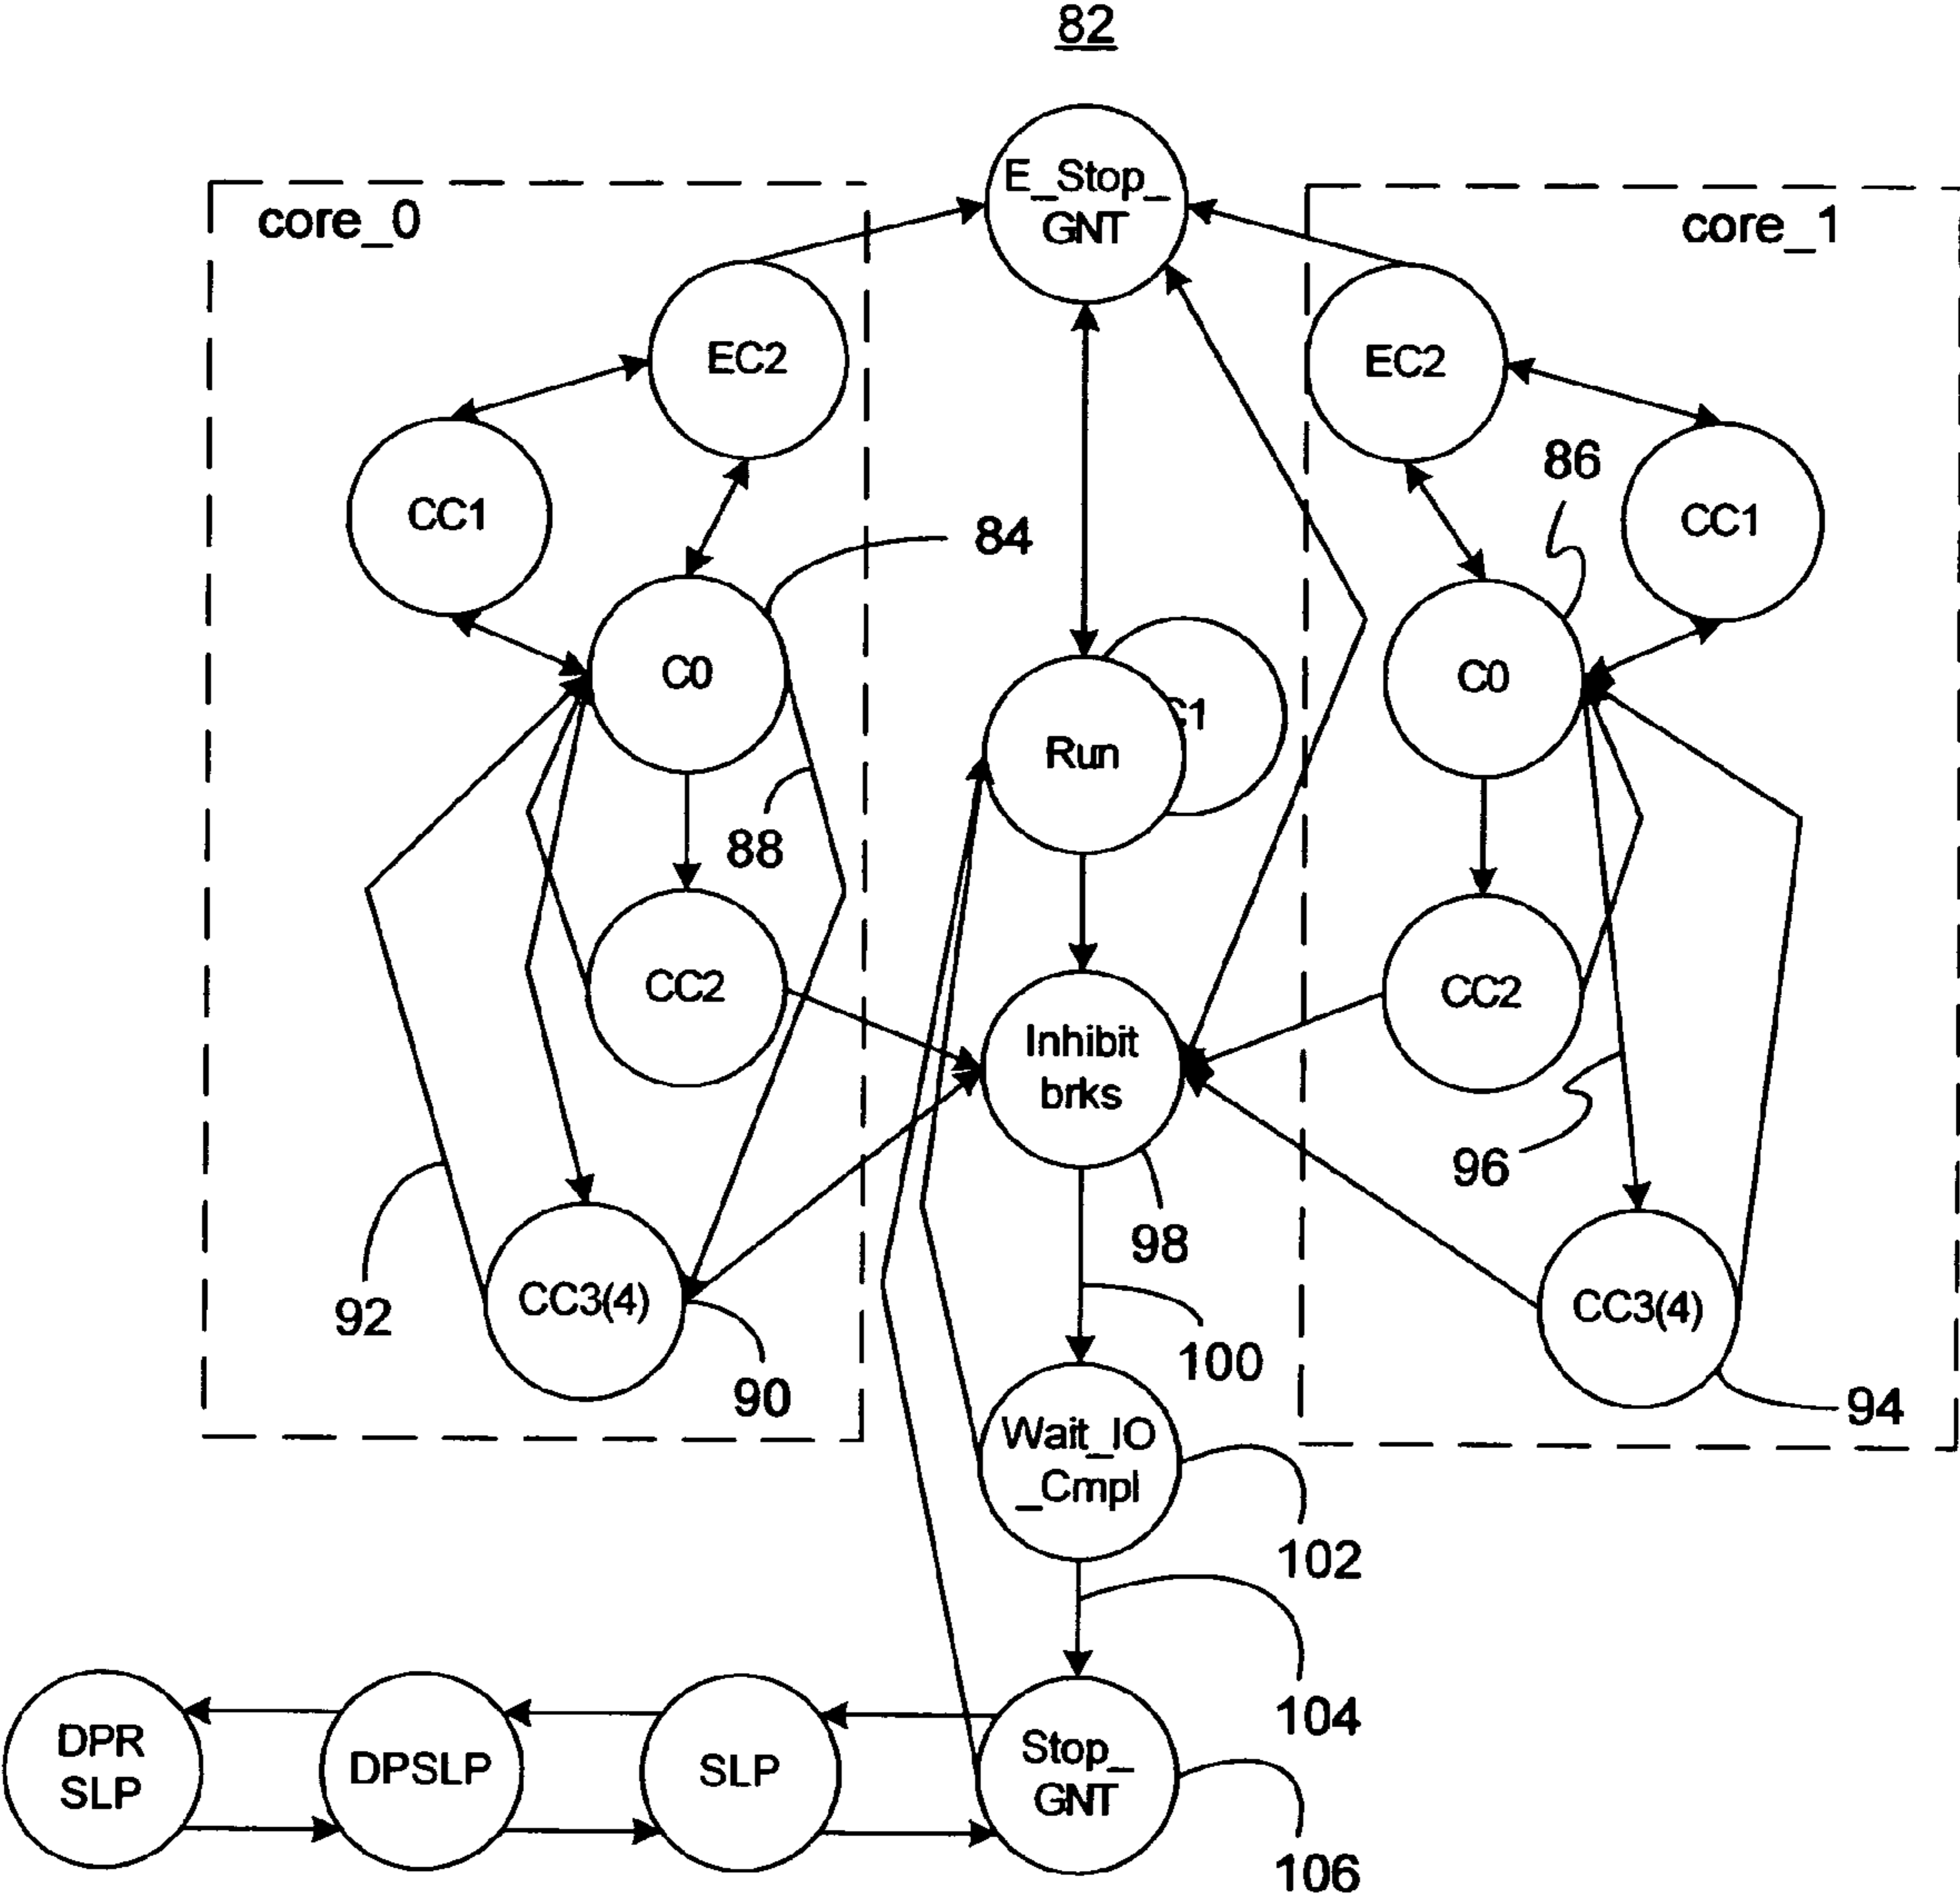 82
E_Stop_
GNT
core_0
core_1
EC2
EC2
86
CC1
CC1
84
C0
C0
Run
88
CC2
CC2
Inhibit
brks
96
98
92
CC3(4)
CC3(4)
90
100
94
Wait_IO
_Cmpl
102
104
DPR
SLP
DPSLP
SLP
Stop_
GNT
106